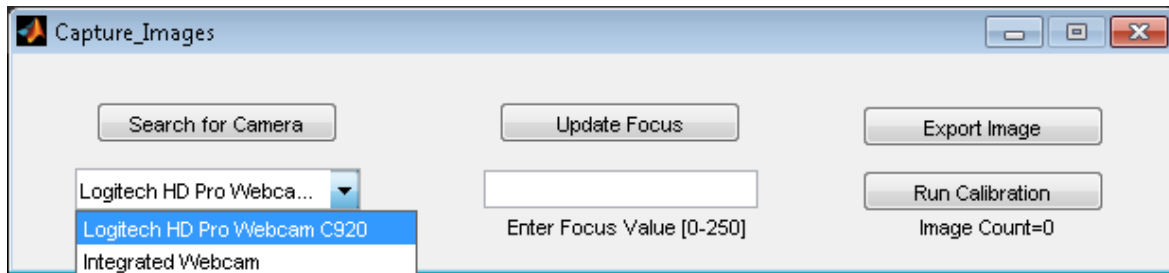 Capture_Images
Search for Camera
Update Focus
Export Image
Logitech HD Pro Webca...
Run Calibration
Logitech HD Pro Webcam C920
Enter Focus Value [0-250]
Image Count=0
Integrated Webcam